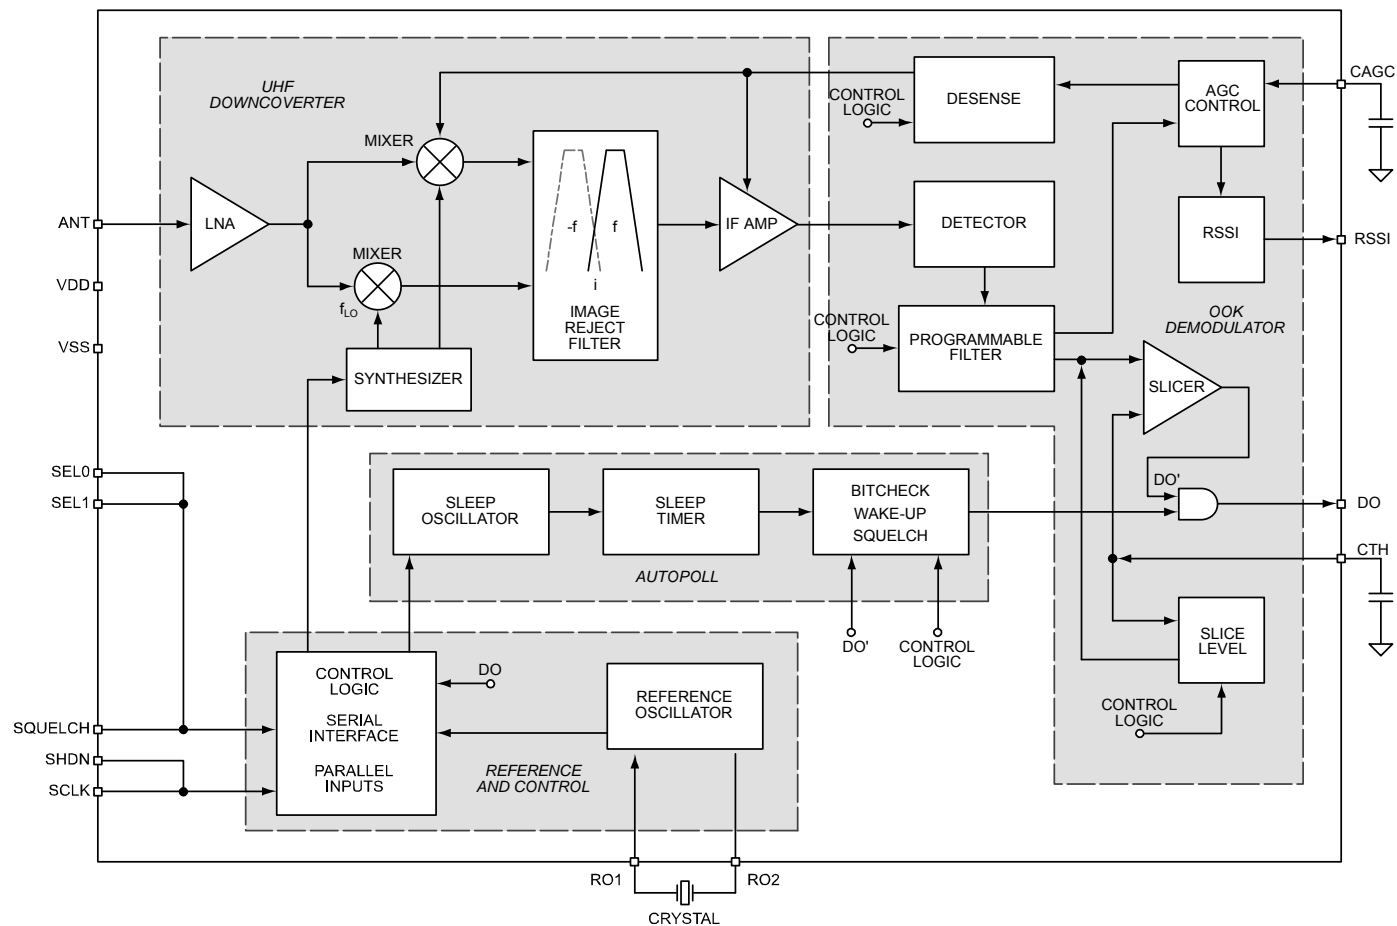 UHF
DOWNCOVERTER
MIXER
LNA
MIXER
fLO
SYNTHESIZER
-f
f
i
IMAGE
REJECT
FILTER
IF AMP
CONTROL
LOGIC
DESENSE
AGC
CONTROL
DETECTOR
RSSI
CONTROL
LOGIC
PROGRAMMABLE
FILTER
OOK
DEMODULATOR
SLICER
DO'
SLICE
LEVEL
CONTROL
LOGIC
CAGC
RSSI
DO
CTH
ANT
VDD
VSS
SEL0
SEL1
SQUELCH
SHDN
SCLK
SLEEP
OSCILLATOR
SLEEP
TIMER
BITCHECK
WAKE-UP
SQUELCH
AUTOPOLL
DO'
CONTROL
LOGIC
CONTROL
LOGIC
SERIAL
INTERFACE
PARALLEL
INPUTS
DO
REFERENCE
OSCILLATOR
REFERENCE
AND CONTROL
RO1
RO2
CRYSTAL